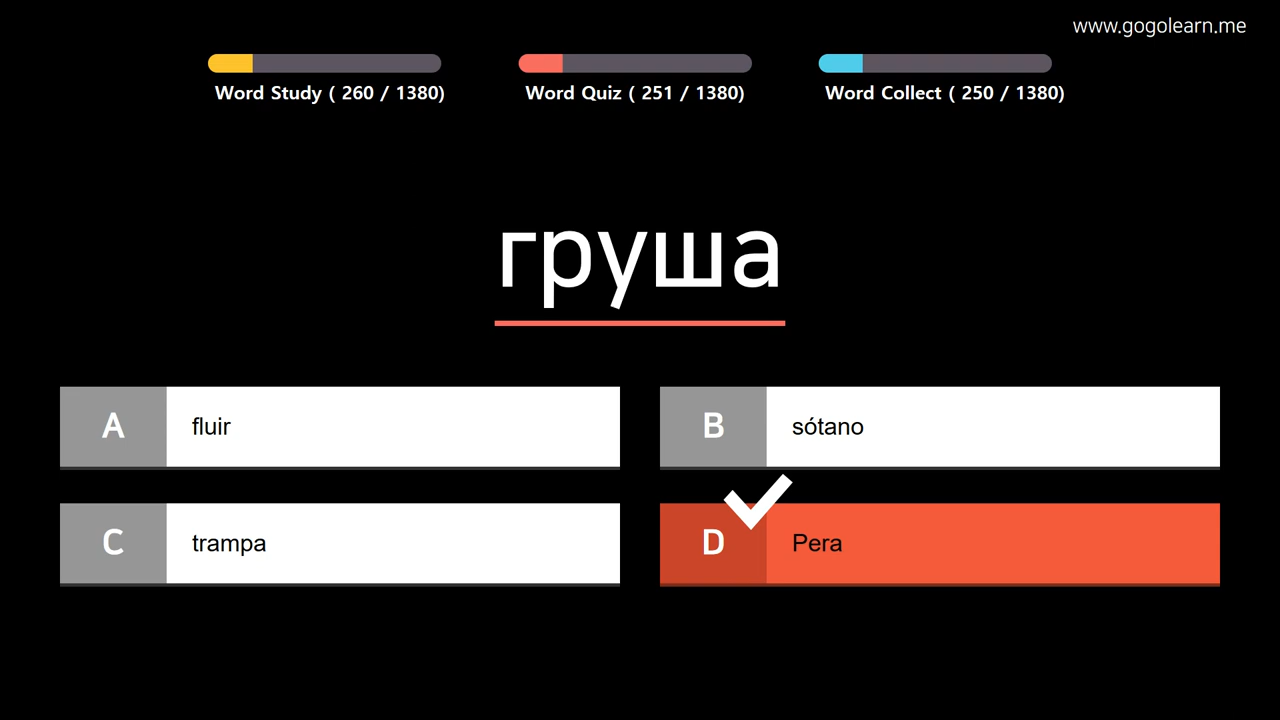 www.gogolearn.me
Word Study ( 260 / 1380)
Word Quiz ( 251 / 1380)
Word Collect ( 250 / 1380)
груша
A fluir
B sótano
C trampa
D Pera